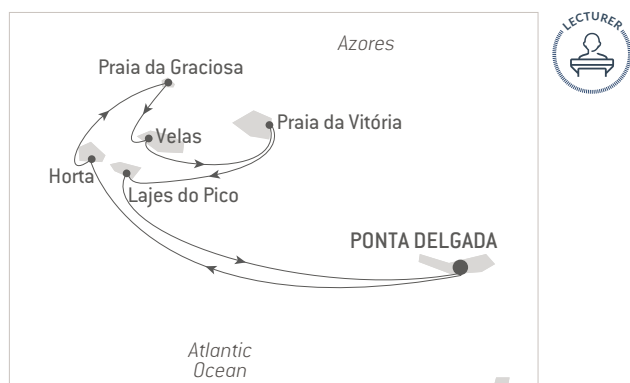 LECTURER
Azores
Praia da Graciosa
Praia da Vitória
Velas
Horta
Lajes do Pico
PONTA DELGADA
Atlantic
Ocean